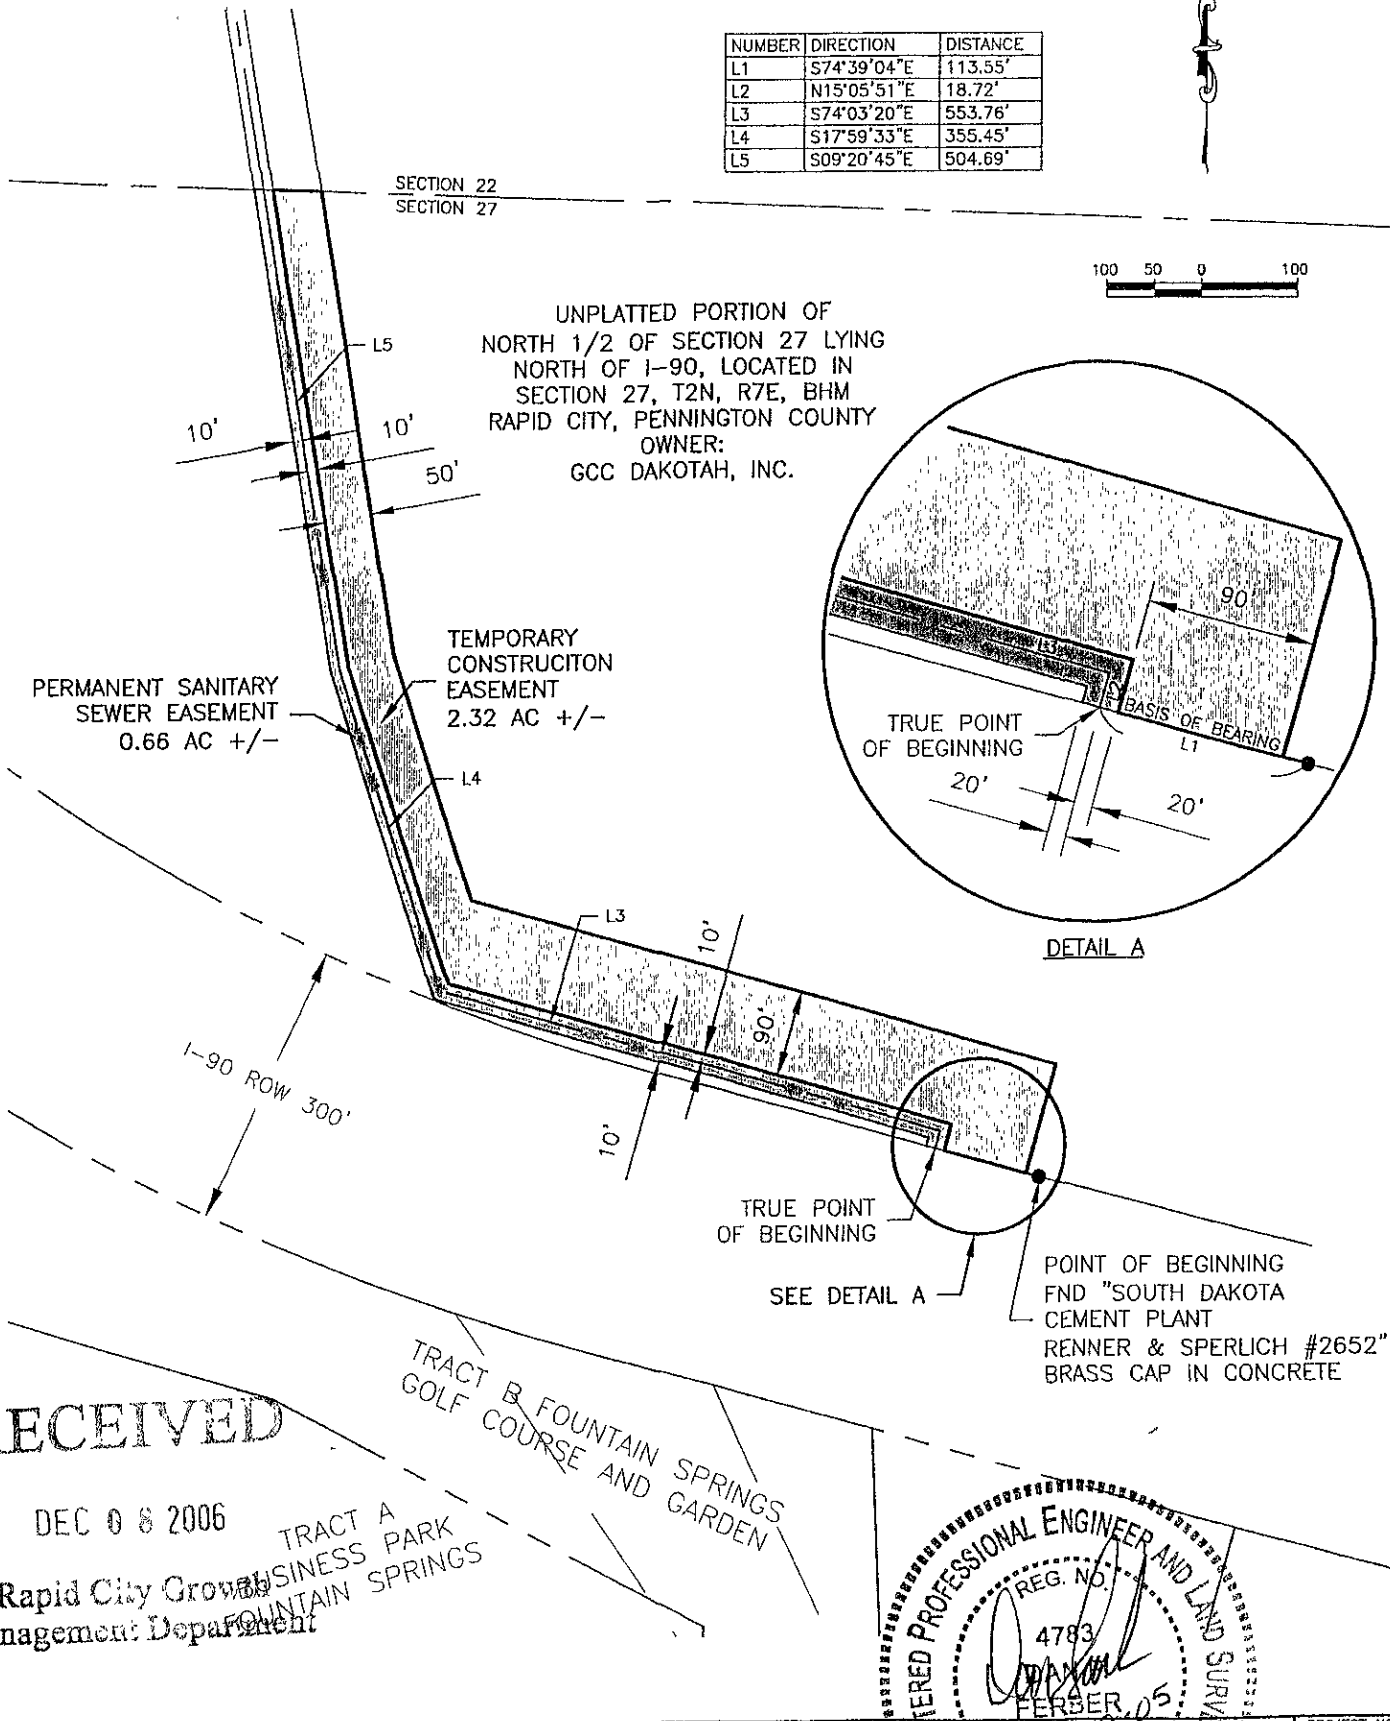 NUMBER DIRECTION DISTANCE
L1 S74°39'04"E 113.55'
L2 N15°05'51"E 18.72'
L3 S74°03'20"E 553.76'
L4 S17°59'33"E 355.45'
L5 S09°20'45"E 504.69'
SECTION 22
SECTION 27
100 50 0 100
UNPLATTED PORTION OF
NORTH 1/2 OF SECTION 27 LYING
NORTH OF I-90, LOCATED IN
SECTION 27, T2N, R7E, BHM
RAPID CITY, PENNINGTON COUNTY
OWNER:
GCC DAKOTAH, INC.
L5
10'
10'
50'
TEMPORARY
CONSTRUCITON
EASEMENT
2.32 AC +/-
PERMANENT SANITARY
SEWER EASEMENT
0.66 AC +/-
L4
90'
L3
BASIS OF BEARING
L1
TRUE POINT
OF BEGINNING
20'
20'
DETAIL A
L3
10'
90'
10'
I-90 ROW 300'
TRUE POINT
OF BEGINNING
SEE DETAIL A
POINT OF BEGINNING
FND "SOUTH DAKOTA
CEMENT PLANT
RENNER & SPERLICH #2652"
BRASS CAP IN CONCRETE
TRACT B FOUNTAIN SPRINGS
GOLF COURSE AND GARDEN
ECEIVED
DEC 0 8 2006
TRACT A
BUSINESS PARK
FOUNTAIN SPRINGS
Rapid City Growth
nagement Department
TERED PROFESSIONAL ENGINEER AND LAND SURV
REG. NO.
4783
DAN
FERBER